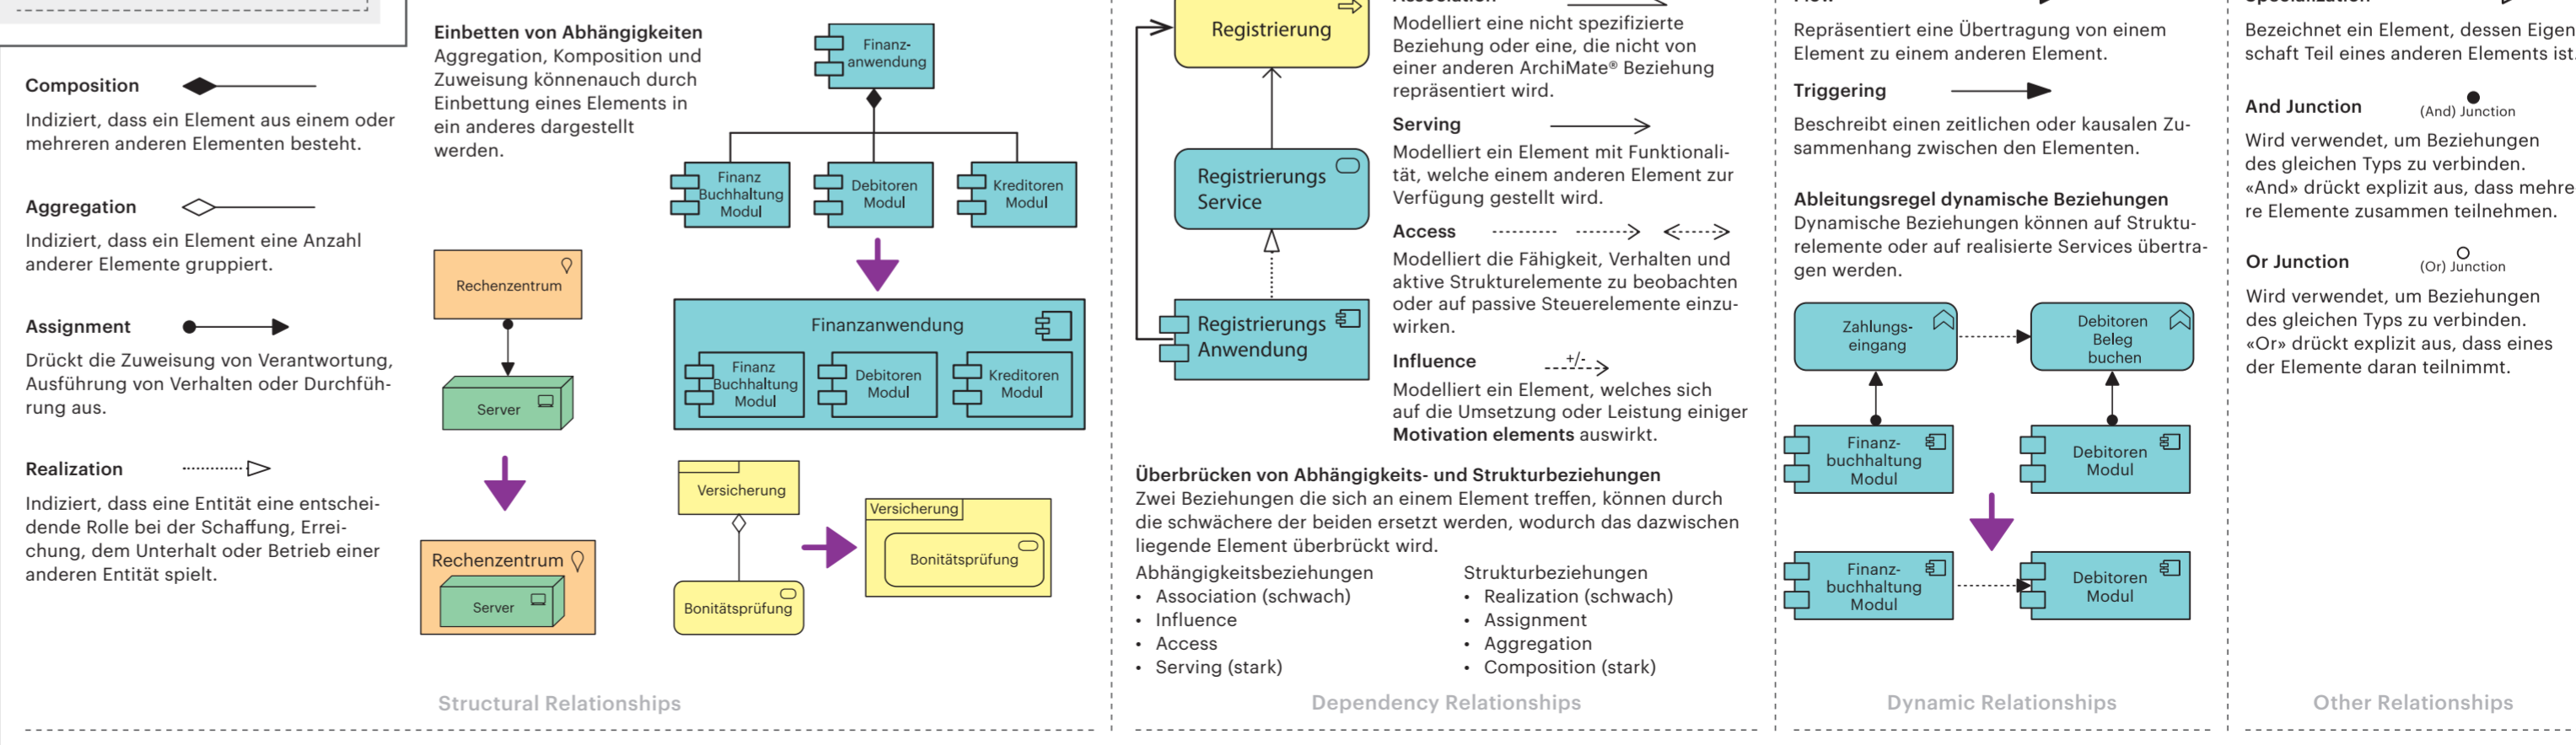 Composition
Indiziert, dass ein Element aus einem oder
mehreren anderen Elementen besteht.
Aggregation
Indiziert, dass ein Element eine Anzahl
anderer Elemente gruppiert.
Assignment
Drückt die Zuweisung von Verantwortung,
Ausführung von Verhalten oder Durchfüh-
rung aus.
Realization
Indiziert, dass eine Entität eine entschei-
dende Rolle bei der Schaffung, Errei-
chung, dem Unterhalt oder Betrieb einer
anderen Entität spielt.
Einbetten von Abhängigkeiten
Aggregation, Komposition und
Zuweisung könnenauch durch
Einbettung eines Elements in
ein anderes dargestellt
werden.
Finanz-
anwendung
Finanz
Buchhaltung
Modul
Debitoren
Modul
Kreditoren
Modul
Rechenzentrum
Server
Finanzanwendung
Finanz
Buchhaltung
Modul
Debitoren
Modul
Kreditoren
Modul
Rechenzentrum
Server
Versicherung
Bonitätsprüfung
Versicherung
Bonitätsprüfung
Structural Relationships
Registrierung
Registrierungs
Service
Registrierungs
Anwendung
Modelliert eine nicht spezifizierte
Beziehung oder eine, die nicht von
einer anderen ArchiMate® Beziehung
repräsentiert wird.
Serving
Modelliert ein Element mit Funktionali-
tät, welche einem anderen Element zur
Verfügung gestellt wird.
Access
Modelliert die Fähigkeit, Verhalten und
aktive Strukturelemente zu beobachten
oder auf passive Steuerelemente einzu-
wirken.
Influence
+/-
Modelliert ein Element, welches sich
auf die Umsetzung oder Leistung einiger
Motivation elements auswirkt.
Überbrücken von Abhängigkeits- und Strukturbeziehungen
Zwei Beziehungen die sich an einem Element treffen, können durch
die schwächere der beiden ersetzt werden, wodurch das dazwischen
liegende Element überbrückt wird.
Abhängigkeitsbeziehungen
• Association (schwach)
• Influence
• Access
• Serving (stark)
Strukturbeziehungen
• Realization (schwach)
• Assignment
• Aggregation
• Composition (stark)
Dependency Relationships
Repräsentiert eine Übertragung von einem
Element zu einem anderen Element.
Triggering
Beschreibt einen zeitlichen oder kausalen Zu-
sammenhang zwischen den Elementen.
Ableitungsregel dynamische Beziehungen
Dynamische Beziehungen können auf Struktu-
relemente oder auf realisierte Services übertra-
gen werden.
Zahlungs-
eingang
Debitoren
Beleg
buchen
Finanz-
buchhaltung
Modul
Debitoren
Modul
Finanz-
buchhaltung
Modul
Debitoren
Modul
Dynamic Relationships
Bezeichnet ein Element, dessen Eigen
schaft Teil eines anderen Elements ist.
And Junction
(And) Junction
Wird verwendet, um Beziehungen
des gleichen Typs zu verbinden.
«And» drückt explizit aus, dass mehre
re Elemente zusammen teilnehmen.
Or Junction
(Or) Junction
Wird verwendet, um Beziehungen
des gleichen Typs zu verbinden.
«Or» drückt explizit aus, dass eines
der Elemente daran teilnimmt.
Other Relationships